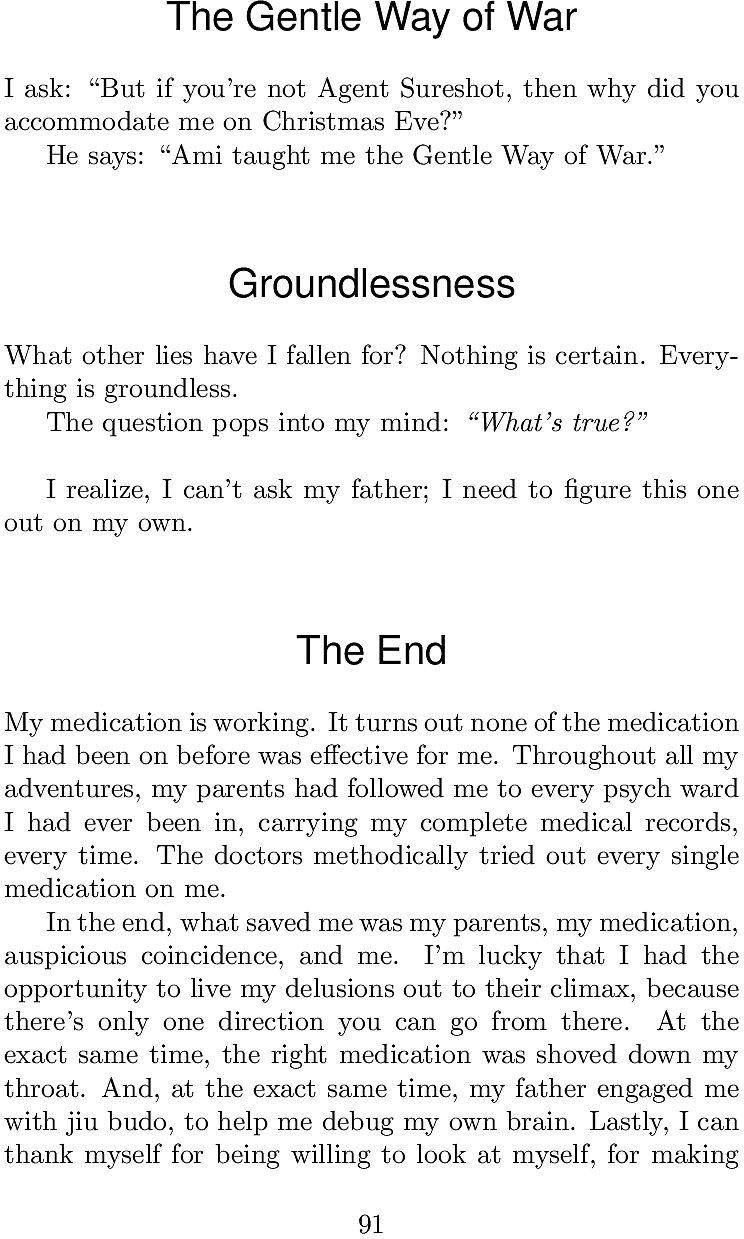 The Gentle Way of War
I ask: “But if you’re not Agent Sureshot, then why did you
accommodate me on Christmas Eve?”
He says: “Ami taught me the Gentle Way of War.”
Groundlessness
What other lies have I fallen for? Nothing is certain. Every-
thing is groundless.
The question pops into my mind: “What’s true?”
I realize, I can’t ask my father; I need to figure this one
out on my own.
The End
My medication is working. It turns out none of the medication
I had been on before was effective for me. Throughout all my
adventures, my parents had followed me to every psych ward
I had ever been in, carrying my complete medical records,
every time. The doctors methodically tried out every single
medication on me.
In the end, what saved me was my parents, my medication,
auspicious coincidence, and me. I’m lucky that I had the
opportunity to live my delusions out to their climax, because
there’s only one direction you can go from there. At the
exact same time, the right medication was shoved down my
throat. And, at the exact same time, my father engaged me
with jiu budo, to help me debug my own brain. Lastly, I can
thank myself for being willing to look at myself, for making
91